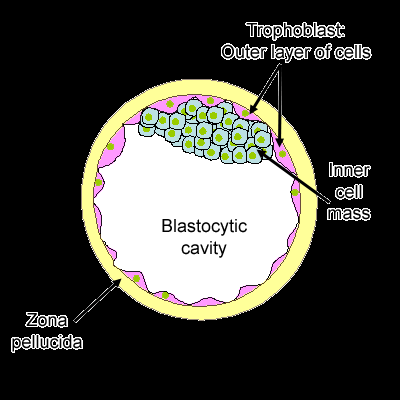 Trophoblast:
Outer layer of cells
Inner
cell
mass
Blastocytic
cavity
Zona
pellucida